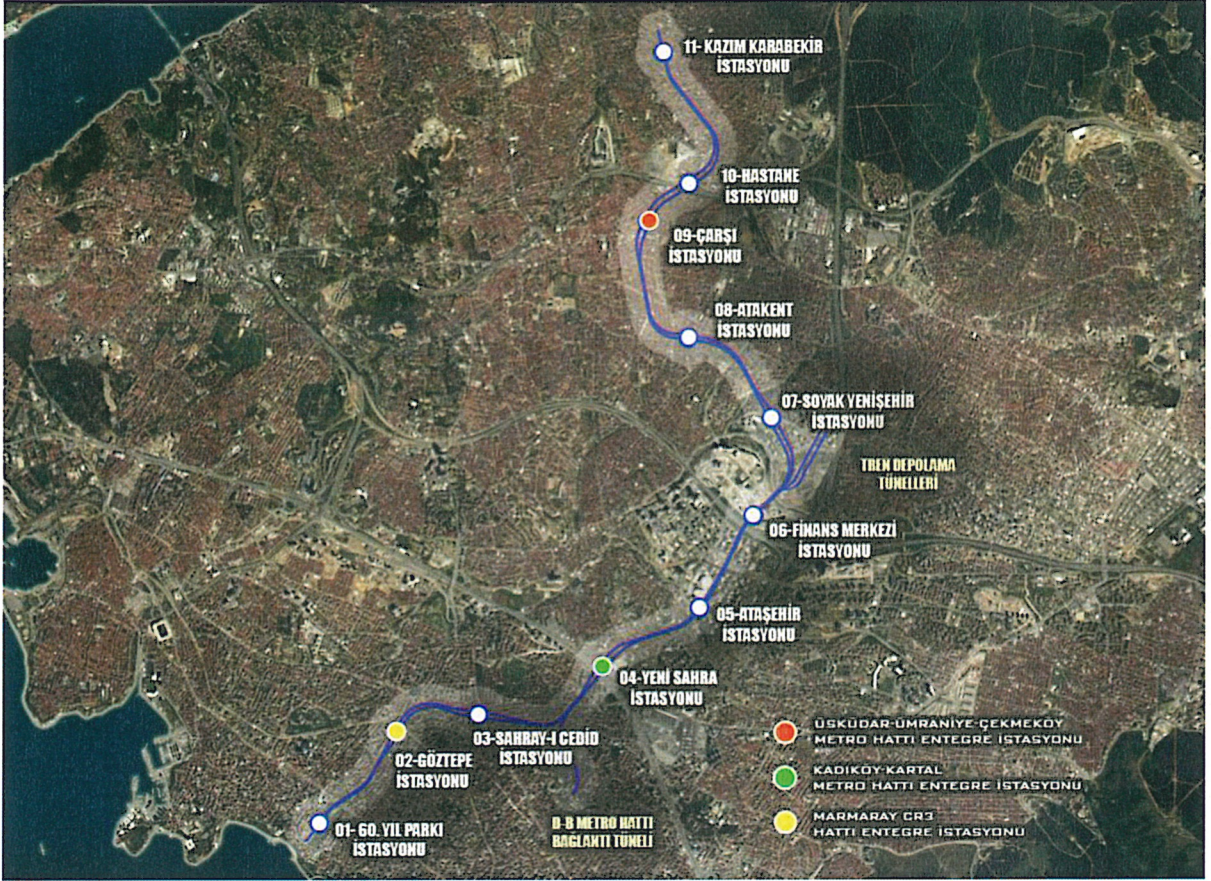 11- KAZIM KARABEKİR
İSTASYONU
10-HASTANE
İSTASYONU
09-ÇARŞI
İSTASYONU
08-ATAKENT
İSTASYONU
07-SOYAK YENİŞEHİR
İSTASYONU
TREN DEPOLAMA
TÜNELLERİ
06-FİNANS MERKEZİ
İSTASYONU
05-ATAŞEHİR
İSTASYONU
04-YENİ SAHRA
İSTASYONU
03-SAHRAY-I CEDİD
İSTASYONU
02-GÖZTEPE
İSTASYONU
01- 60. YIL PARKI
İSTASYONU
D-B METRO HATTI
BAĞLANTI TÜNELİ
ÜSKÜDAR-ÜMRANİYE-ÇEKMEKÖY
METRO HATTI ENTEGRE İSTASYONU
KADIKÖY-KARTAL
METRO HATTI ENTEGRE İSTASYONU
MARMARAY CR3
HATTI ENTEGRE İSTASYONU